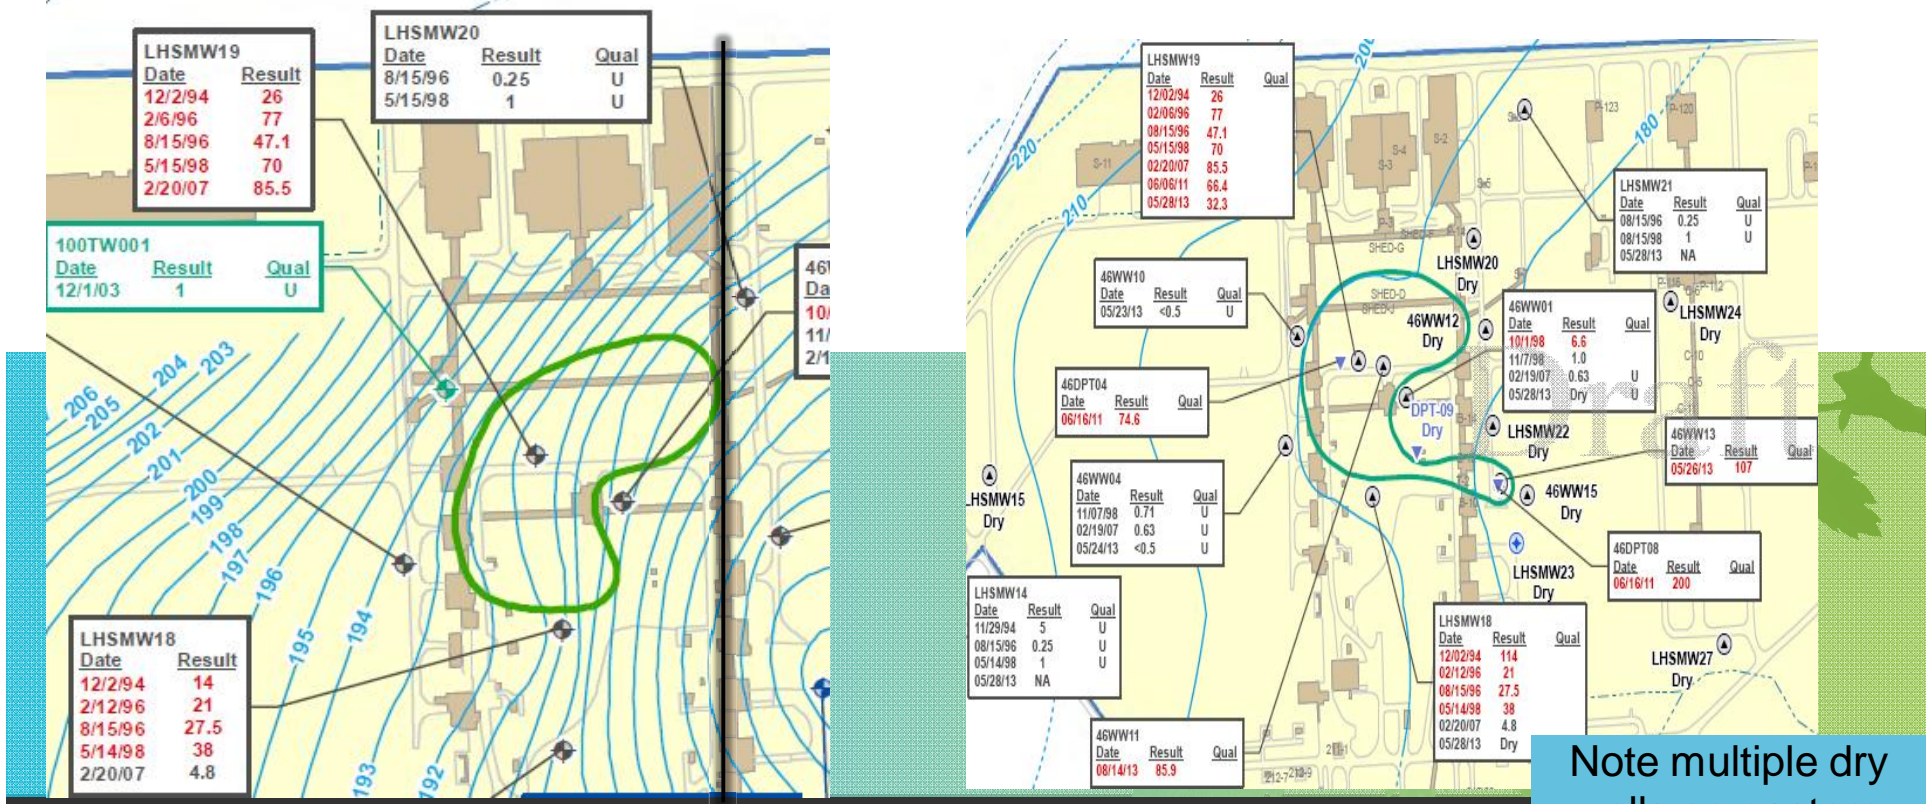 LHSMW19
Date Result
12/2/94 26
2/6/96 77
8/15/96 47.1
5/15/98 70
2/20/07 85.5
LHSMW20
Date Result Qual
8/15/96 0.25 U
5/15/98 1 U
100TW001
Date Result Qual
12/1/03 1 U
46
Da
10/
11/
2/1
206
205
204
203
202
201
200
199
198
197
196
195
194
193
192
LHSMW18
Date Result
12/2/94 14
2/12/96 21
8/15/96 27.5
5/14/98 38
2/20/07 4.8
LHSMW19
Date Result Qual
12/02/94 26
02/06/96 77
08/15/96 47.1
05/15/98 70
02/20/07 85.5
06/06/11 66.4
05/28/13 32.3
220
210
200
180
S-11
S-3
S-4
S-2
P-123
P-120
SHED-G
SHED-D
SHED-J
LHSMW21
Date Result Qual
08/15/96 0.25 U
08/15/98 1 U
05/28/13 NA
LHSMW20
Dry
46WW10
Date Result Qual
05/23/13 <0.5 U
46WW12
Dry
46WW01
Date Result Qual
10/1/98 6.6
11/7/98 1.0
02/19/07 0.63 U
05/28/13 Dry U
LHSMW24
Dry
Draft
46DPT04
Date Result Qual
06/16/11 74.6
DPT-09
Dry
LHSMW22
Dry
46WW13
Date Result Qual
05/26/13 107
46WW04
Date Result Qual
11/07/98 0.71 U
02/19/07 0.63 U
05/24/13 <0.5 U
LHSMW15
Dry
46WW15
Dry
LHSMW23
Dry
46DPT08
Date Result Qual
06/16/11 200
LHSMW14
Date Result Qual
11/29/94 5 U
08/15/96 0.25 U
05/14/98 1 U
05/28/13 NA
LHSMW18
Date Result Qual
12/02/94 114
02/12/96 21
08/15/96 27.5
05/14/98 38
02/20/07 4.8
05/28/13 Dry
LHSMW27
Dry
46WW11
Date Result Qual
08/14/13 85.9
Note multiple dry